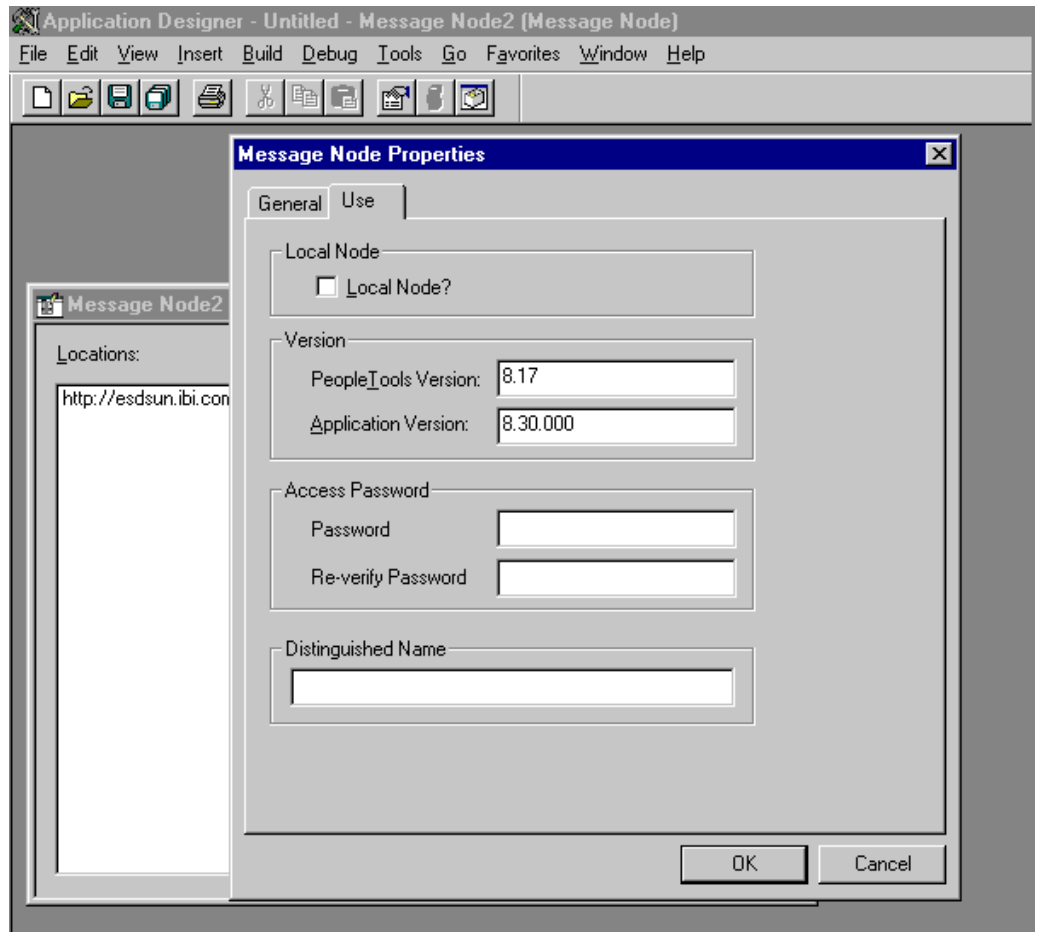 Application Designer - Untitled - Message Node2 (Message Node)
File Edit View Insert Build Debug Tools Go Favorites Window Help
Message Node Properties
General Use
Local Node
Local Node?
Message Node2
Version
Locations:
PeopleTools Version: 8.17
http://esdsun.ibi.con
Application Version: 8.30.000
Access Password
Password
Re-verify Password
Distinguished Name
OK Cancel